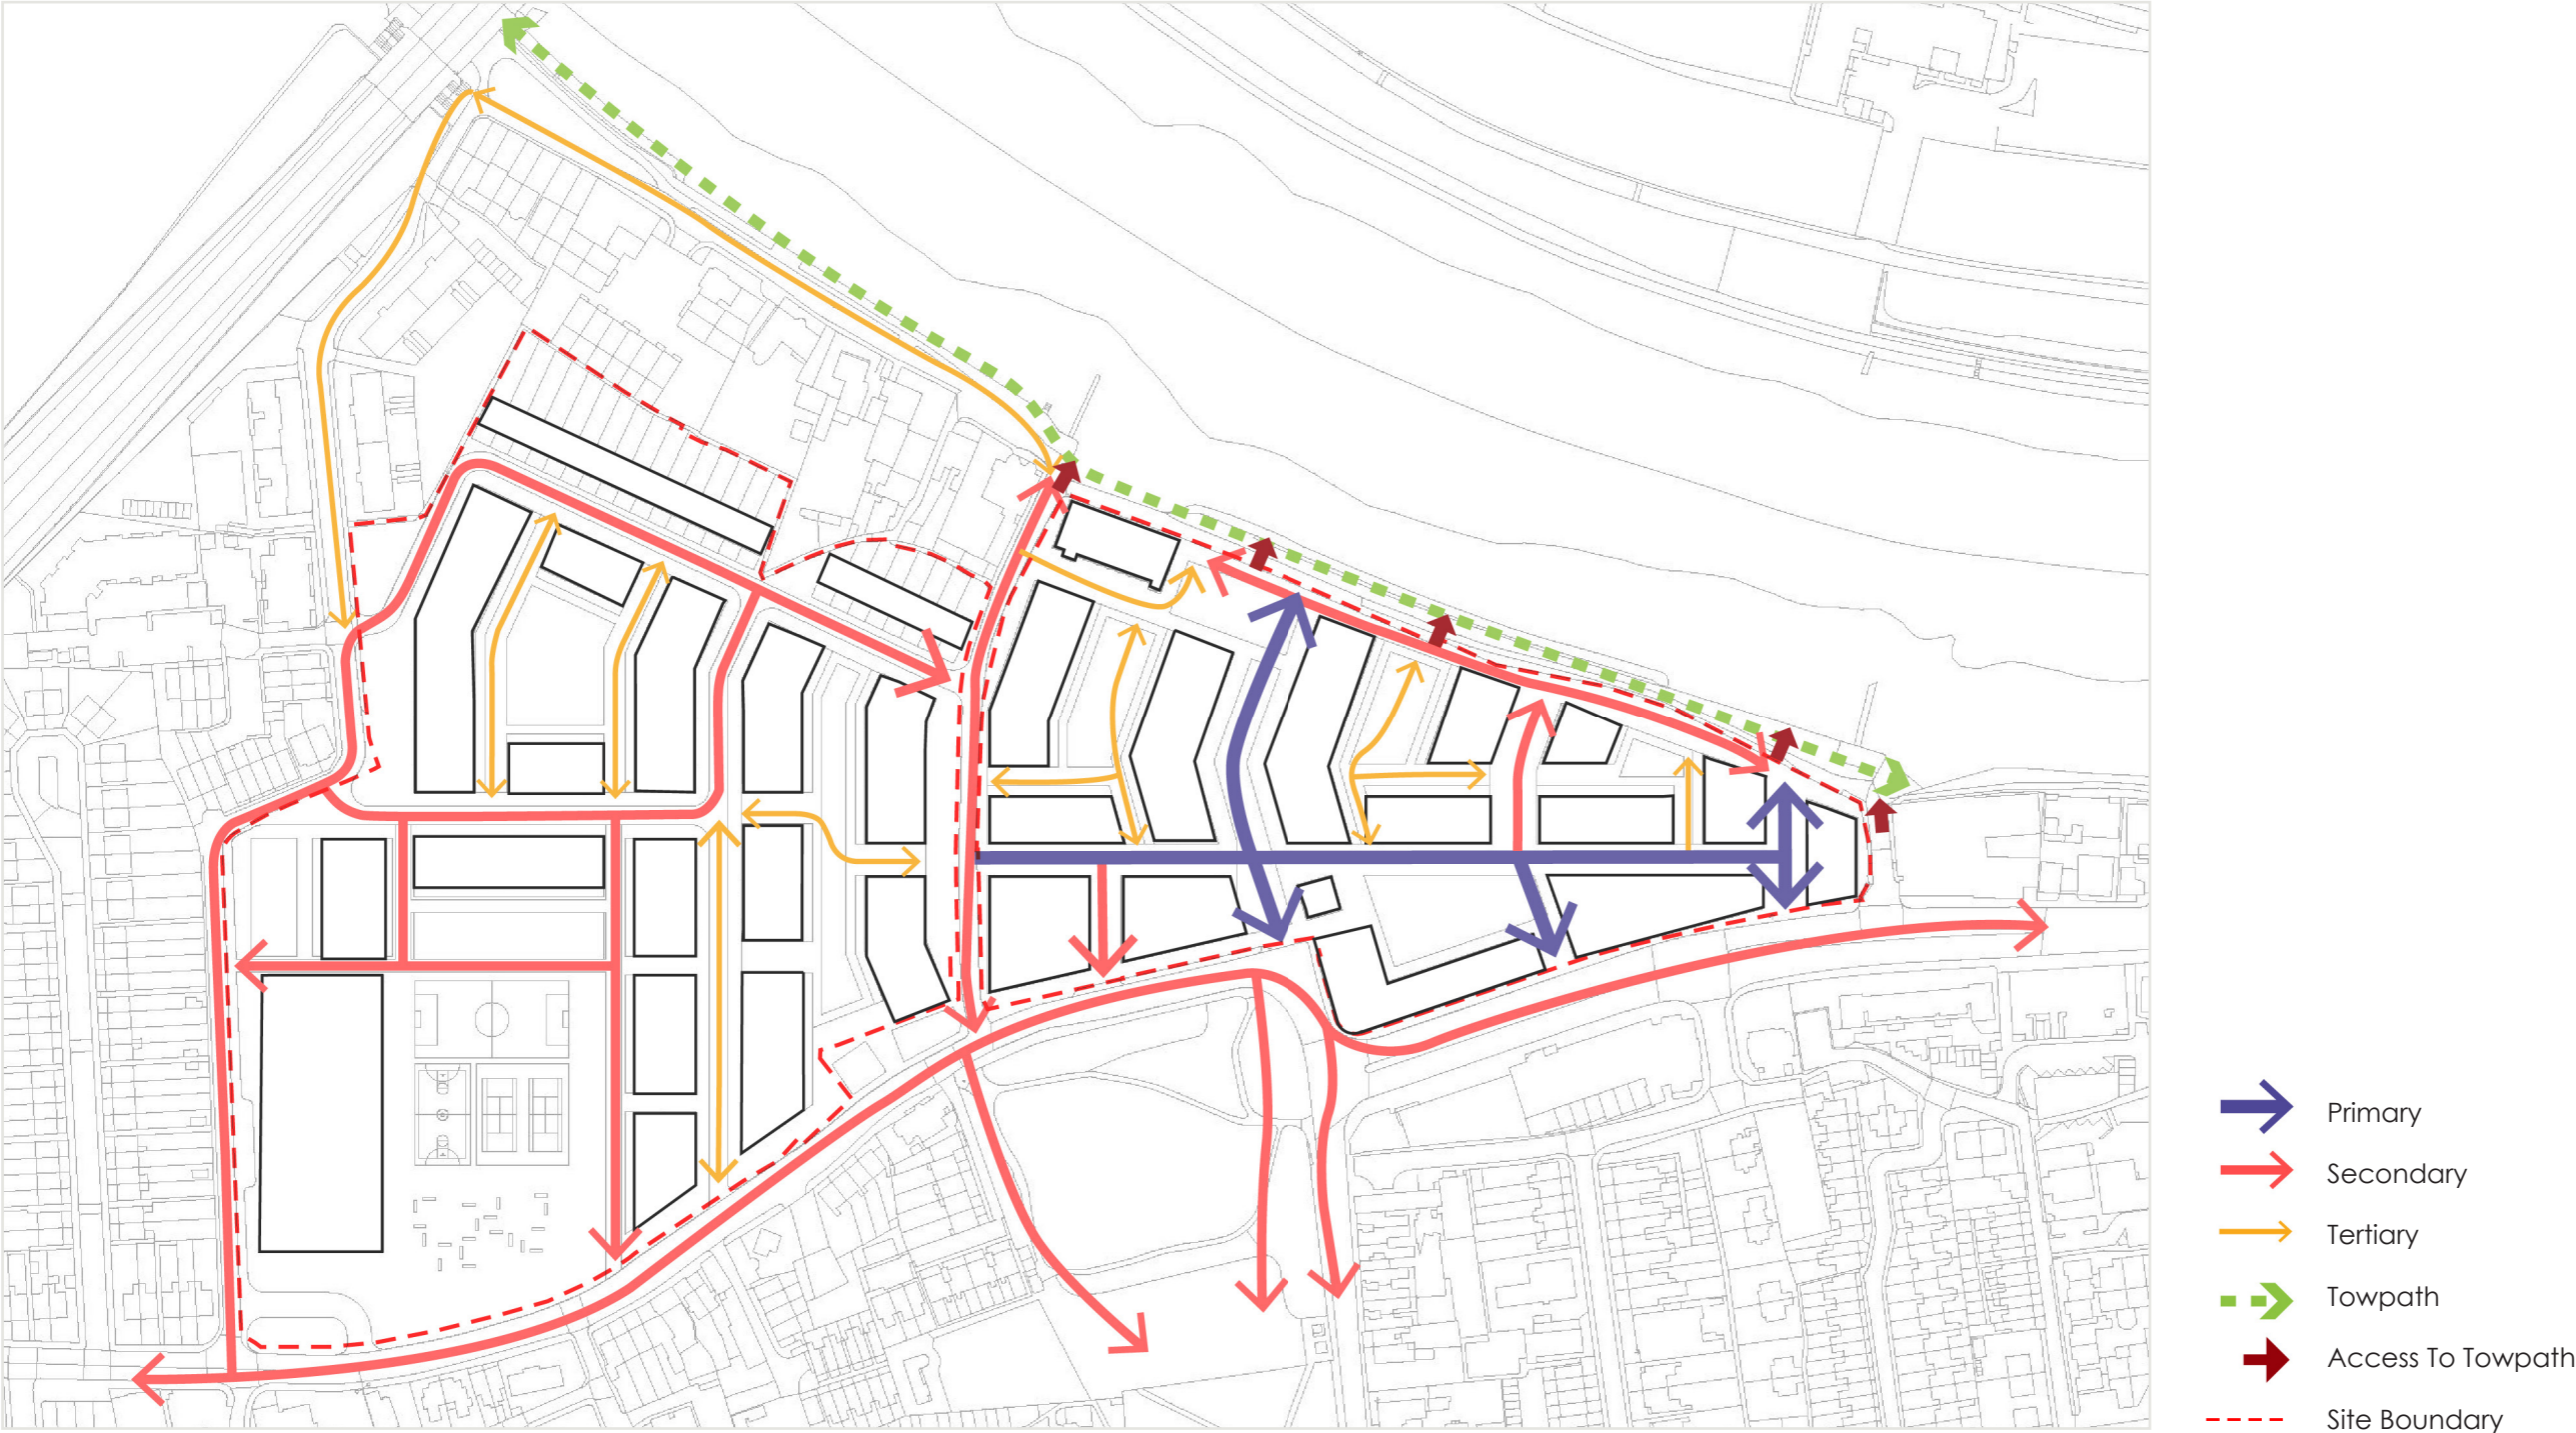 Primary
Secondary
Tertiary
Towpath
Access To Towpath
Site Boundary